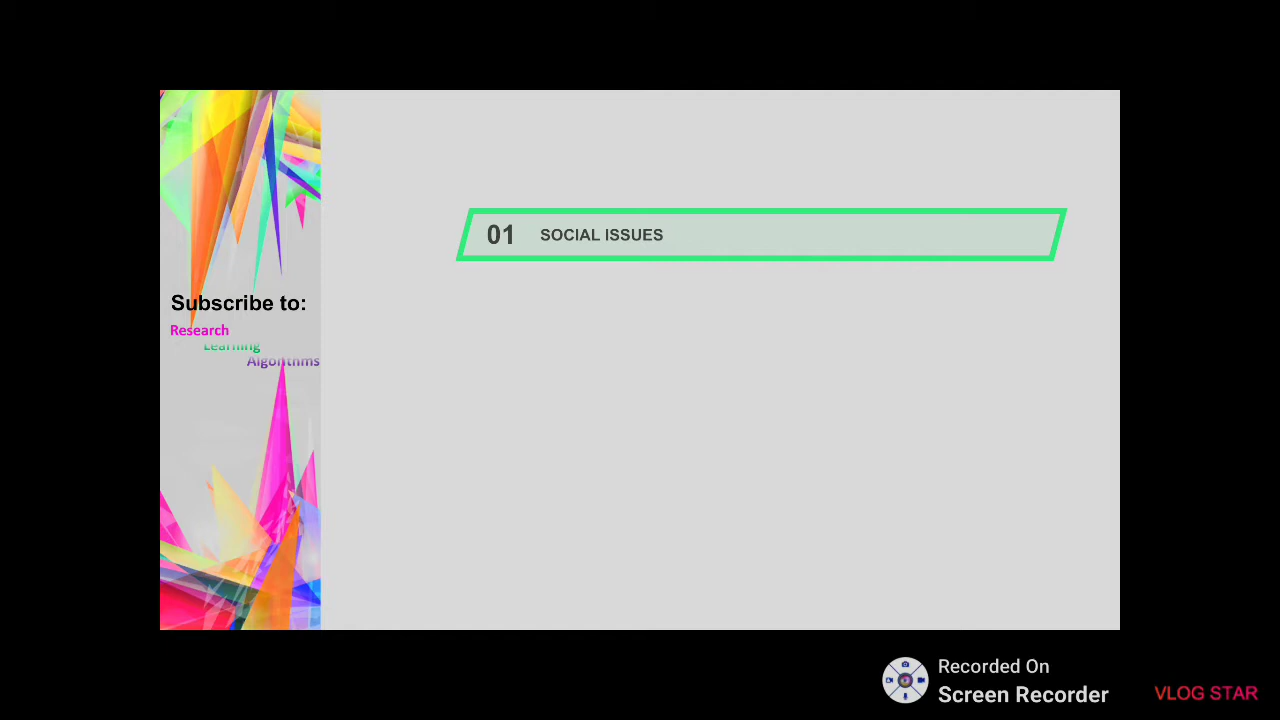 01 SOCIAL ISSUES
Subscribe to:
Research
Learning
Algorithms
Recorded On
Screen Recorder
VLOG STAR